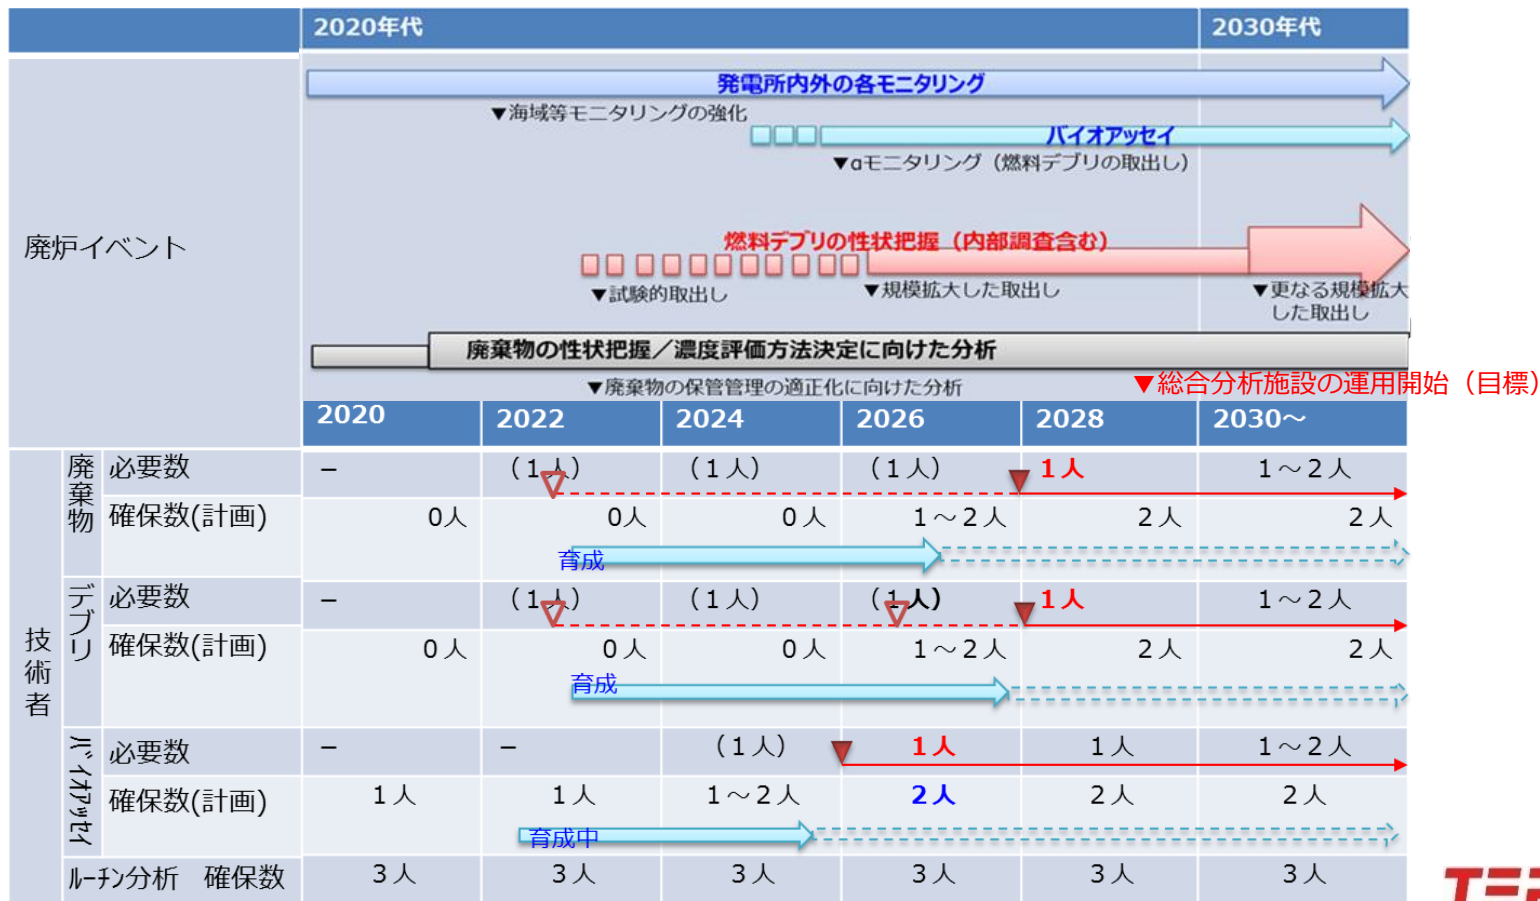 2020年代 2030年代
廃炉イベント
発電所内外の各モニタリング
▼海域等モニタリングの強化
バイオアッセイ
▼αモニタリング（燃料デブリの取出し）
燃料デブリの性状把握（内部調査含む）
▼試験的取出し
▼規模拡大した取出し
▼更なる規模拡大
した取出し
廃棄物の性状把握／濃度評価方法決定に向けた分析
▼廃棄物の保管管理の適正化に向けた分析
▼総合分析施設の運用開始（目標）
2020 2022 2024 2026 2028 2030～
技術者
廃棄物
必要数 － （１人） （１人） （１人） １人 １～２人
確保数(計画) 0人 0人 0人 １～２人 ２人 ２人
育成
デブリ
必要数 － （１人） （１人） （１人） １人 １～２人
確保数(計画) ０人 ０人 ０人 １～２人 ２人 ２人
育成
バイオアッセイ
必要数 － － （１人） １人 １人 １～２人
確保数(計画) １人 １人 １～２人 ２人 ２人 ２人
育成中
ルーチン分析　確保数 ３人 ３人 ３人 ３人 ３人 ３人